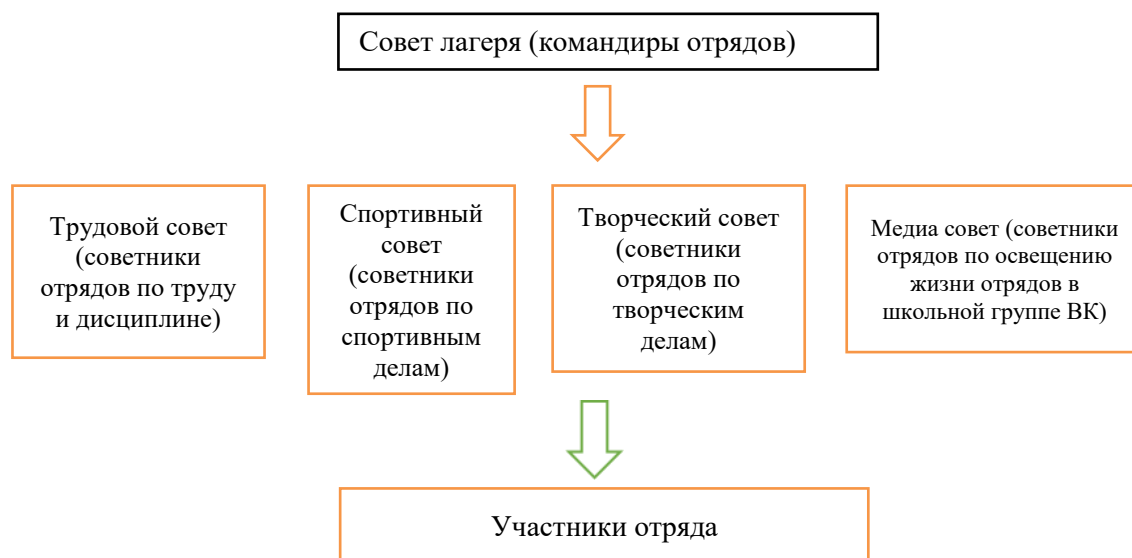 Совет лагеря (командиры отрядов)
Трудовой совет
(советники
отрядов по труду
и дисциплине)
Спортивный
совет
(советники
отрядов по
спортивным
делам)
Творческий совет
(советники
отрядов по
творческим
делам)
Медиа совет (советники
отрядов по освещению
жизни отрядов в
школьной группе ВК)
Участники отряда